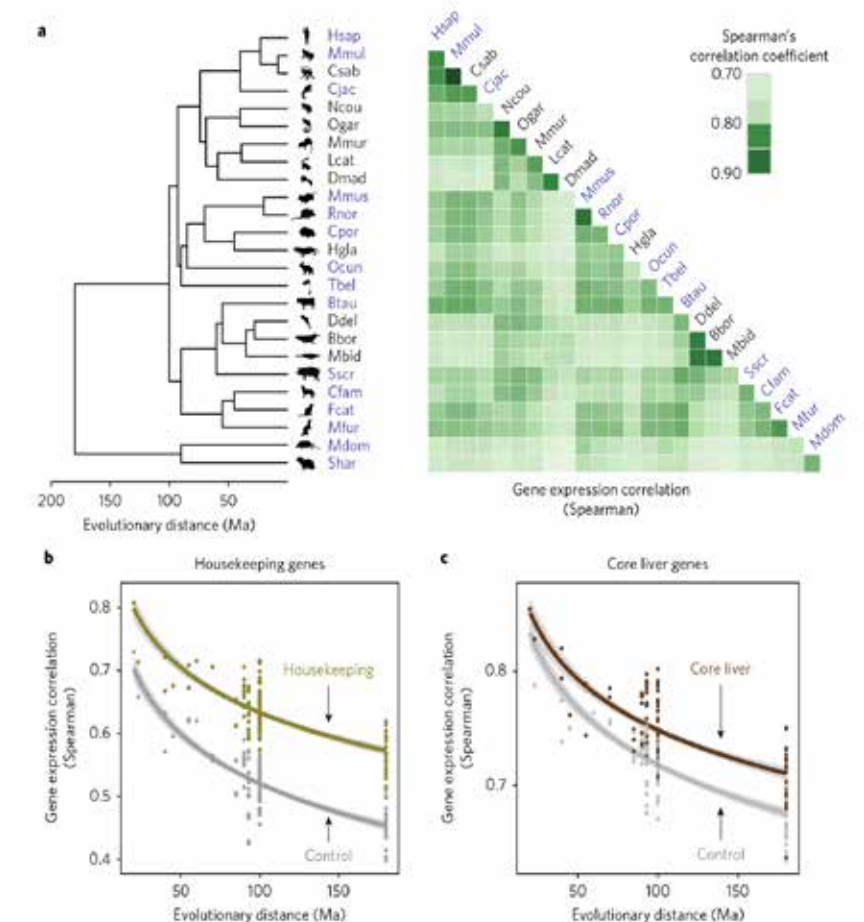 a
Hsap
Mmul
Csab
Cjac
Ncou
Ogar
Mmur
Lcat
Dmad
Mmus
Rnor
Cpor
Hgla
Ocun
Tbel
Btau
Ddel
Bbor
Mbid
Sscr
Cfam
Fcat
Mfur
Mdom
Shar
200 150 100 50
Evolutionary distance (Ma)
Hsap
Mmul
Csab
Cjac
Ncou
Ogar
Mmur
Lcat
Dmad
Mmus
Rnor
Cpor
Hgla
Ocun
Tbel
Btau
Ddel
Bbor
Mbid
Sscr
Cfam
Fcat
Mfur
Mdom
Spearman's
correlation coefficient
0.70
0.80
0.90
Gene expression correlation
(Spearman)
b
Housekeeping genes
Gene expression correlation
(Spearman)
0.8
0.7
0.6
0.5
0.4
Housekeeping
Control
50 100 150
Evolutionary distance (Ma)
c
Core liver genes
Gene expression correlation
(Spearman)
0.8
0.7
Core liver
Control
50 100 150
Evolutionary distance (Ma)